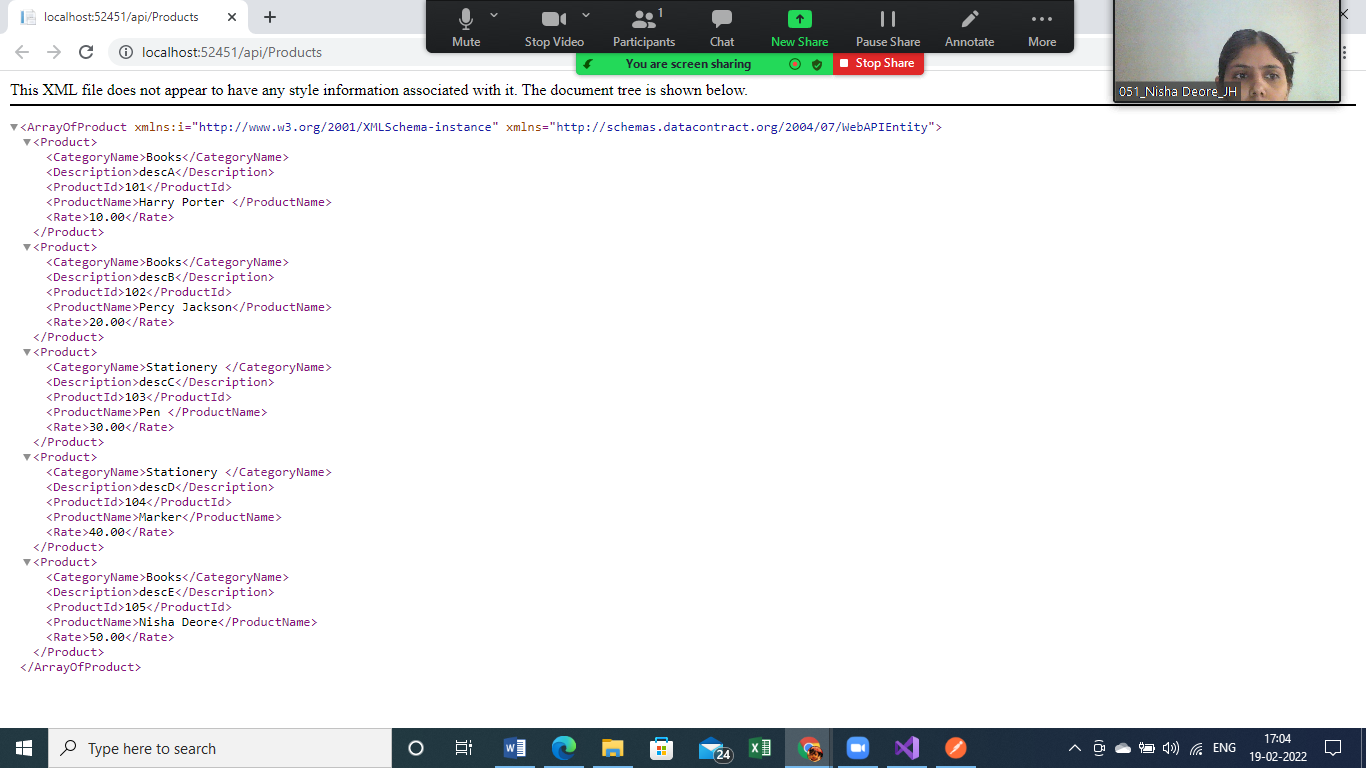 localhost:52451/api/Products
Mute
Stop Video
1
Participants
Chat
New Share
Pause Share
Annotate
More
localhost:52451/api/Products
You are screen sharing
Stop Share
051_Nisha Deore_JH
This XML file does not appear to have any style information associated with it. The document tree is shown below.
<ArrayOfProduct xmlns:i="http://www.w3.org/2001/XMLSchema-instance" xmlns="http://schemas.datacontract.org/2004/07/WebAPIEntity">
<Product>
<CategoryName>Books</CategoryName>
<Description>descA</Description>
<ProductId>101</ProductId>
<ProductName>Harry Porter </ProductName>
<Rate>10.00</Rate>
</Product>
<Product>
<CategoryName>Books</CategoryName>
<Description>descB</Description>
<ProductId>102</ProductId>
<ProductName>Percy Jackson</ProductName>
<Rate>20.00</Rate>
</Product>
<Product>
<CategoryName>Stationery </CategoryName>
<Description>descC</Description>
<ProductId>103</ProductId>
<ProductName>Pen </ProductName>
<Rate>30.00</Rate>
</Product>
<Product>
<CategoryName>Stationery </CategoryName>
<Description>descD</Description>
<ProductId>104</ProductId>
<ProductName>Marker</ProductName>
<Rate>40.00</Rate>
</Product>
<Product>
<CategoryName>Books</CategoryName>
<Description>descE</Description>
<ProductId>105</ProductId>
<ProductName>Nisha Deore</ProductName>
<Rate>50.00</Rate>
</Product>
</ArrayOfProduct>
Type here to search
24
ENG
17:04
19-02-2022